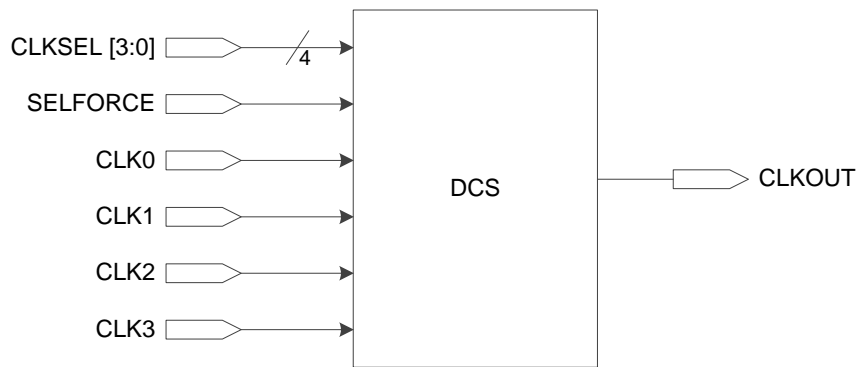 CLKSEL [3:0]
4
SELFORCE
CLK0
CLK1
CLK2
CLK3
DCS
CLKOUT